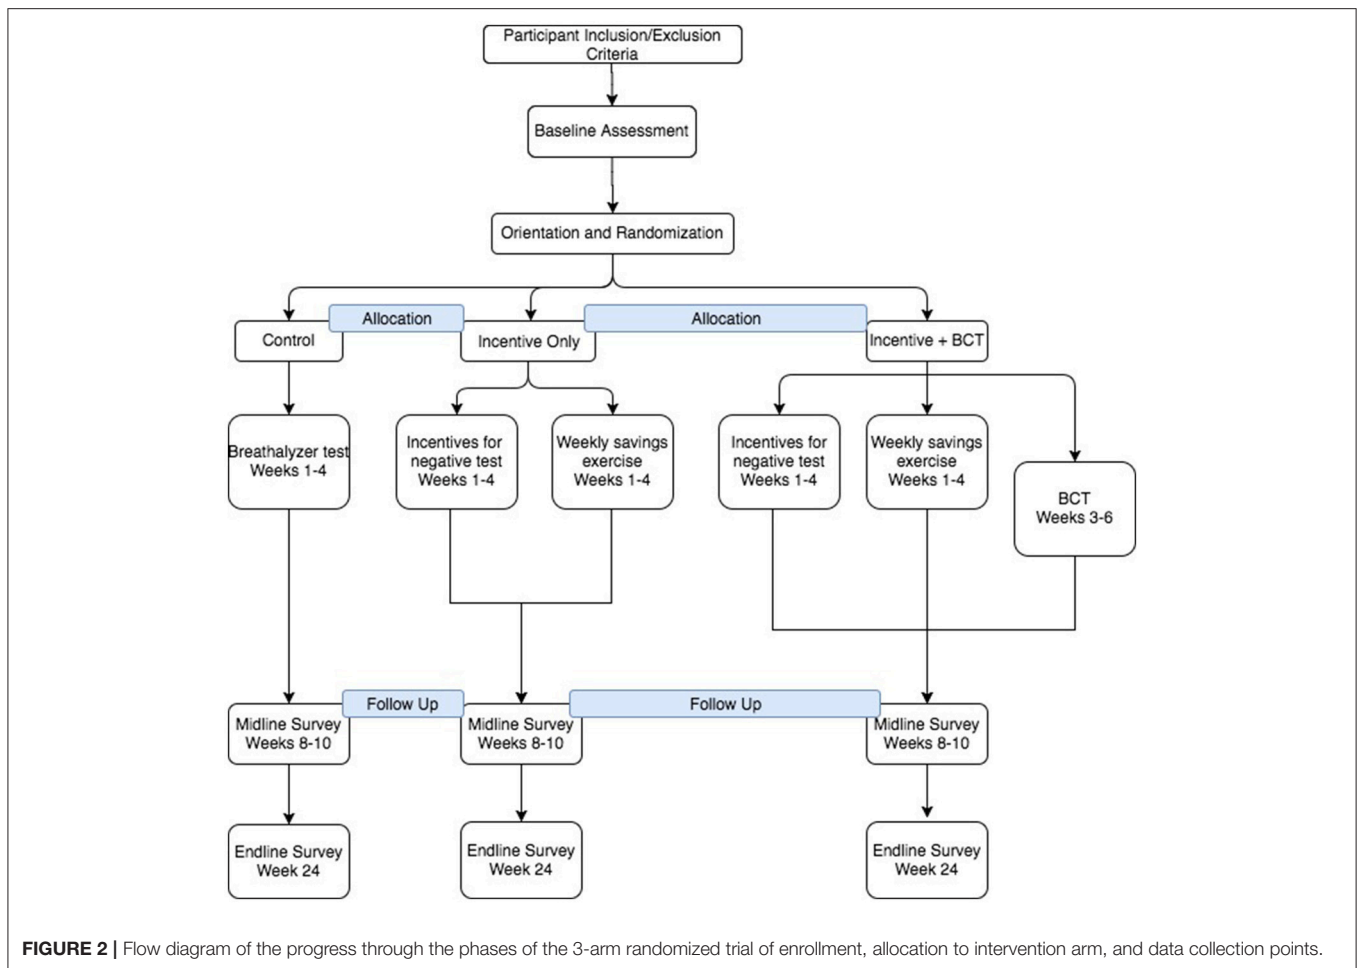 Participant Inclusion/Exclusion
Criteria
Baseline Assessment
Orientation and Randomization
Allocation
Allocation
Control
Incentive Only
Incentive + BCT
Breathalyzer test
Weeks 1-4
Incentives for
negative test
Weeks 1-4
Weekly savings
exercise
Weeks 1-4
Incentives for
negative test
Weeks 1-4
Weekly savings
exercise
Weeks 1-4
BCT
Weeks 3-6
Follow Up
Follow Up
Midline Survey
Weeks 8-10
Midline Survey
Weeks 8-10
Midline Survey
Weeks 8-10
Endline Survey
Week 24
Endline Survey
Week 24
Endline Survey
Week 24
FIGURE 2 | Flow diagram of the progress through the phases of the 3-arm randomized trial of enrollment, allocation to intervention arm, and data collection points.